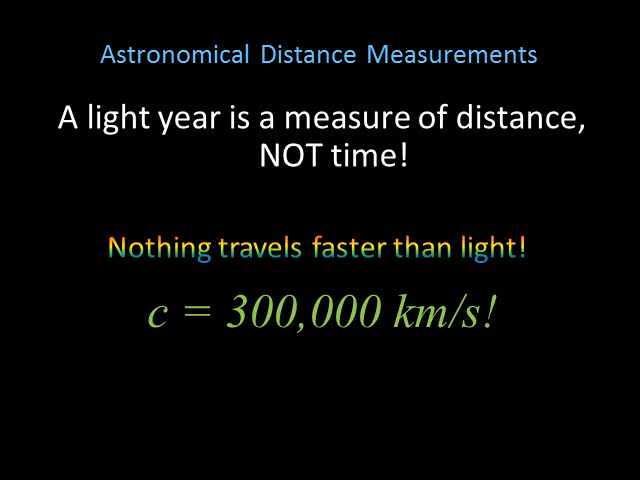 Astronomical Distance Measurements
A light year is a measure of distance,
NOT time!
Nothing travels faster than light!
c = 300,000 km/s!